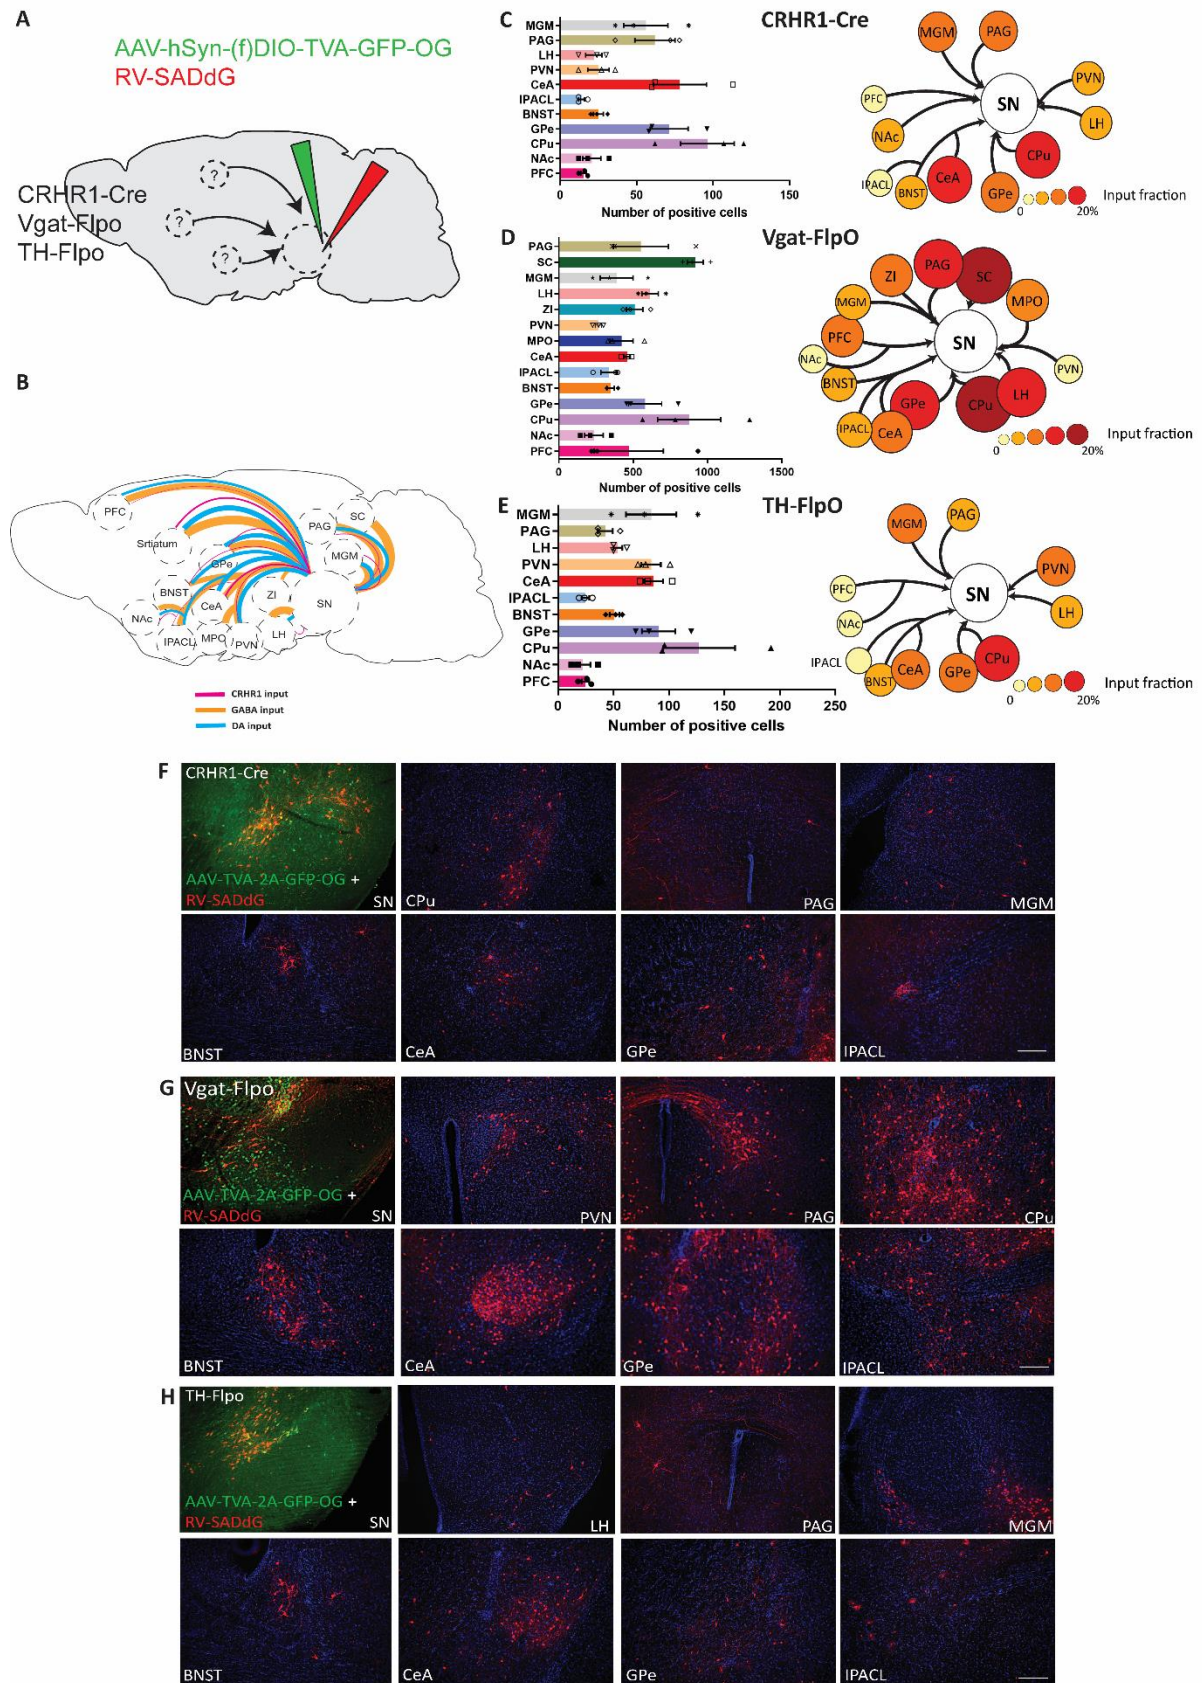 A
AAV-hSyn-(f)DIO-TVA-GFP-OG
RV-SADdG
?
?
?
CRHR1-Cre
Vgat-Flpo
TH-Flpo
B
PFC
Srtiatum
GPe
PAG
SC
MGM
BNST
CeA
ZI
SN
NAc
IPACL
MPO
PVN
LH
CRHR1 input
GABA input
DA input
C
MGM
PAG
LH
PVN
CeA
IPACL
BNST
GPe
CPu
NAc
PFC
0 50 100 150
Number of positive cells
CRHR1-Cre
MGM
PAG
PVN
LH
CPu
GPe
CeA
BNST
IPACL
NAc
PFC
SN
Input fraction
0
20%
D
PAG
SC
MGM
LH
ZI
PVN
MPO
CeA
IPACL
BNST
GPe
CPu
NAc
PFC
0 500 1000 1500
Number of positive cells
Vgat-FlpO
ZI
PAG
SC
MPO
MGM
PFC
NAc
BNST
IPACL
CeA
GPe
CPu
LH
PVN
SN
Input fraction
0
20%
E
MGM
PAG
LH
PVN
CeA
IPACL
BNST
GPe
CPu
NAc
PFC
0 50 100 150 200 250
Number of positive cells
TH-FlpO
MGM
PAG
PVN
LH
CPu
GPe
CeA
BNST
IPACL
NAc
PFC
SN
Input fraction
0
20%
F
CRHR1-Cre
AAV-TVA-2A-GFP-OG +
RV-SADdG
SN
CPu
PAG
MGM
BNST
CeA
GPe
IPACL
G
Vgat-Flpo
AAV-TVA-2A-GFP-OG +
RV-SADdG
SN
PVN
PAG
CPu
BNST
CeA
GPe
IPACL
H
TH-Flpo
AAV-TVA-2A-GFP-OG +
RV-SADdG
SN
LH
PAG
MGM
BNST
CeA
GPe
IPACL